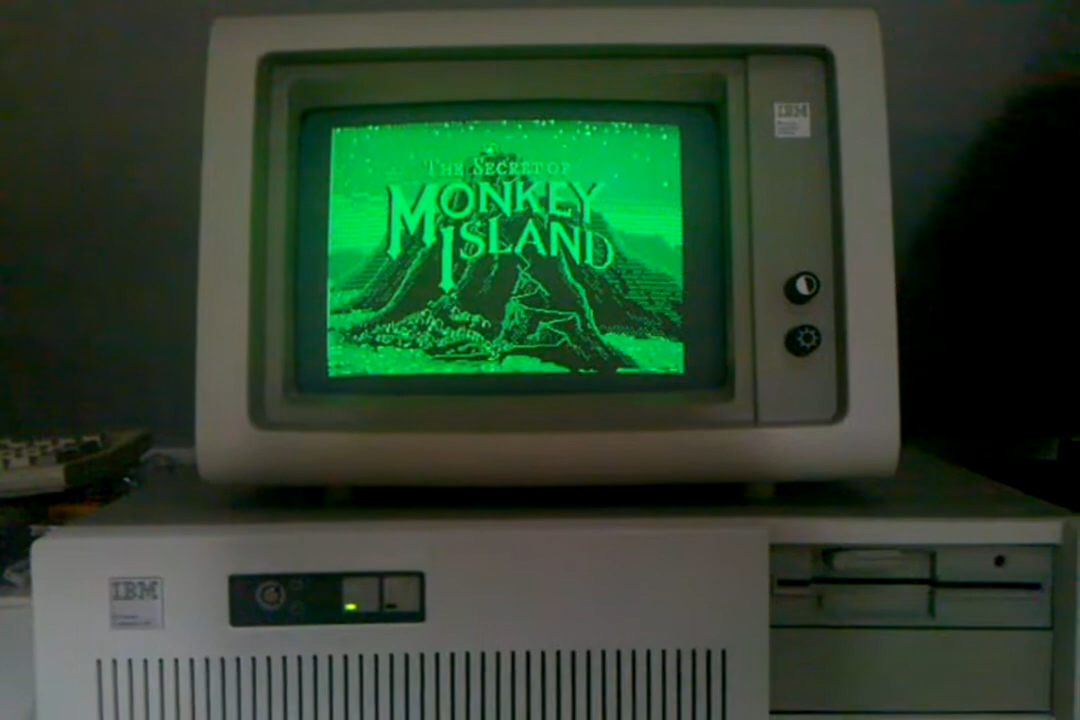 IBM
THE SECRET OF
MONKEY
ISLAND
IBM